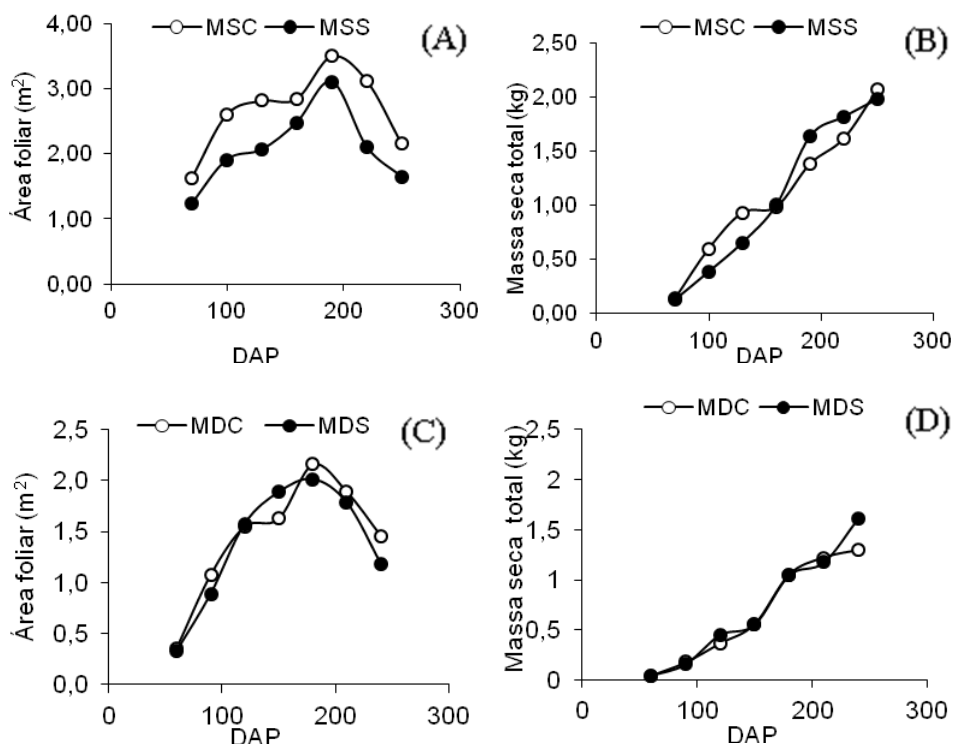 MSC MSS (A)
Área foliar (m²)
4,00
3,00
2,00
1,00
0,00
0 100 200 300
DAP
MSC MSS (B)
Massa seca total (kg)
2,50
2,00
1,50
1,00
0,50
0,00
0 100 200 300
DAP
MDC MDS (C)
Área foliar (m²)
2,5
2,0
1,5
1,0
0,5
0,0
0 100 200 300
DAP
MDC MDS (D)
Massa seca total (kg)
2,5
2
1,5
1
0,5
0
0 100 200 300
DAP